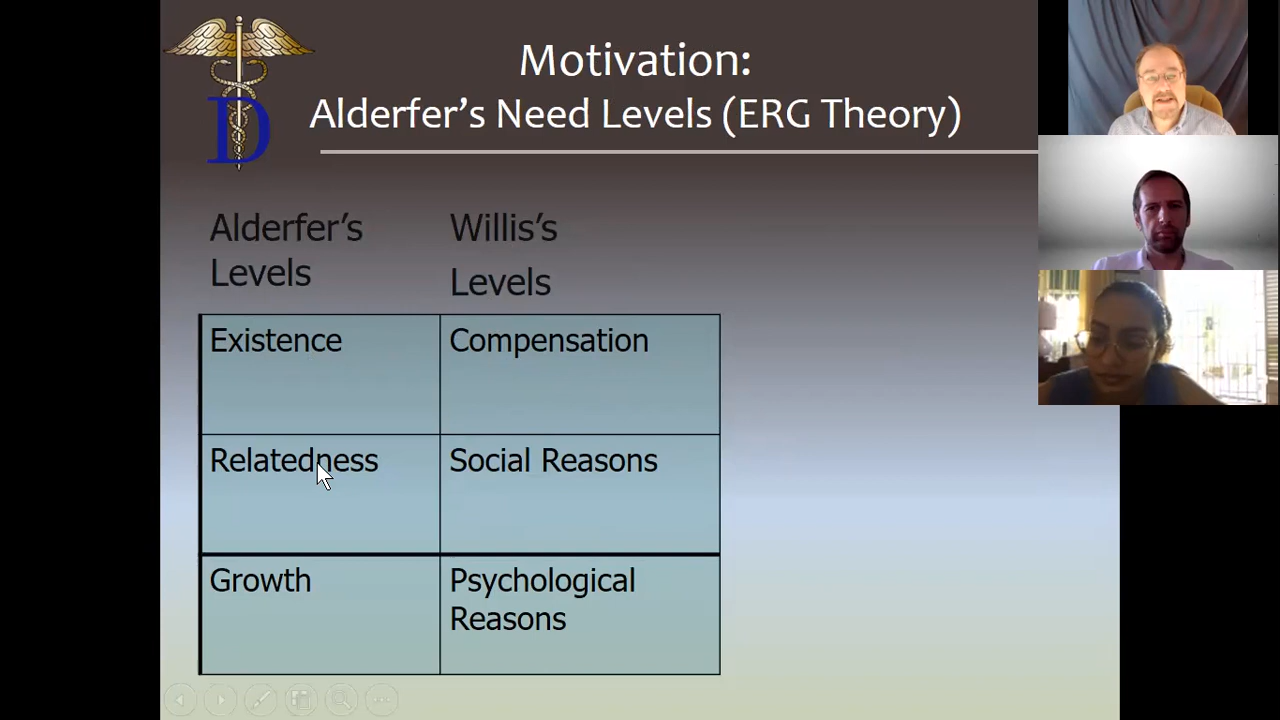 Motivation:
Alderfer’s Need Levels (ERG Theory)
D
Alderfer’s
Levels
Willis’s
Levels
Existence
Compensation
Relatedness
Social Reasons
Growth
Psychological
Reasons